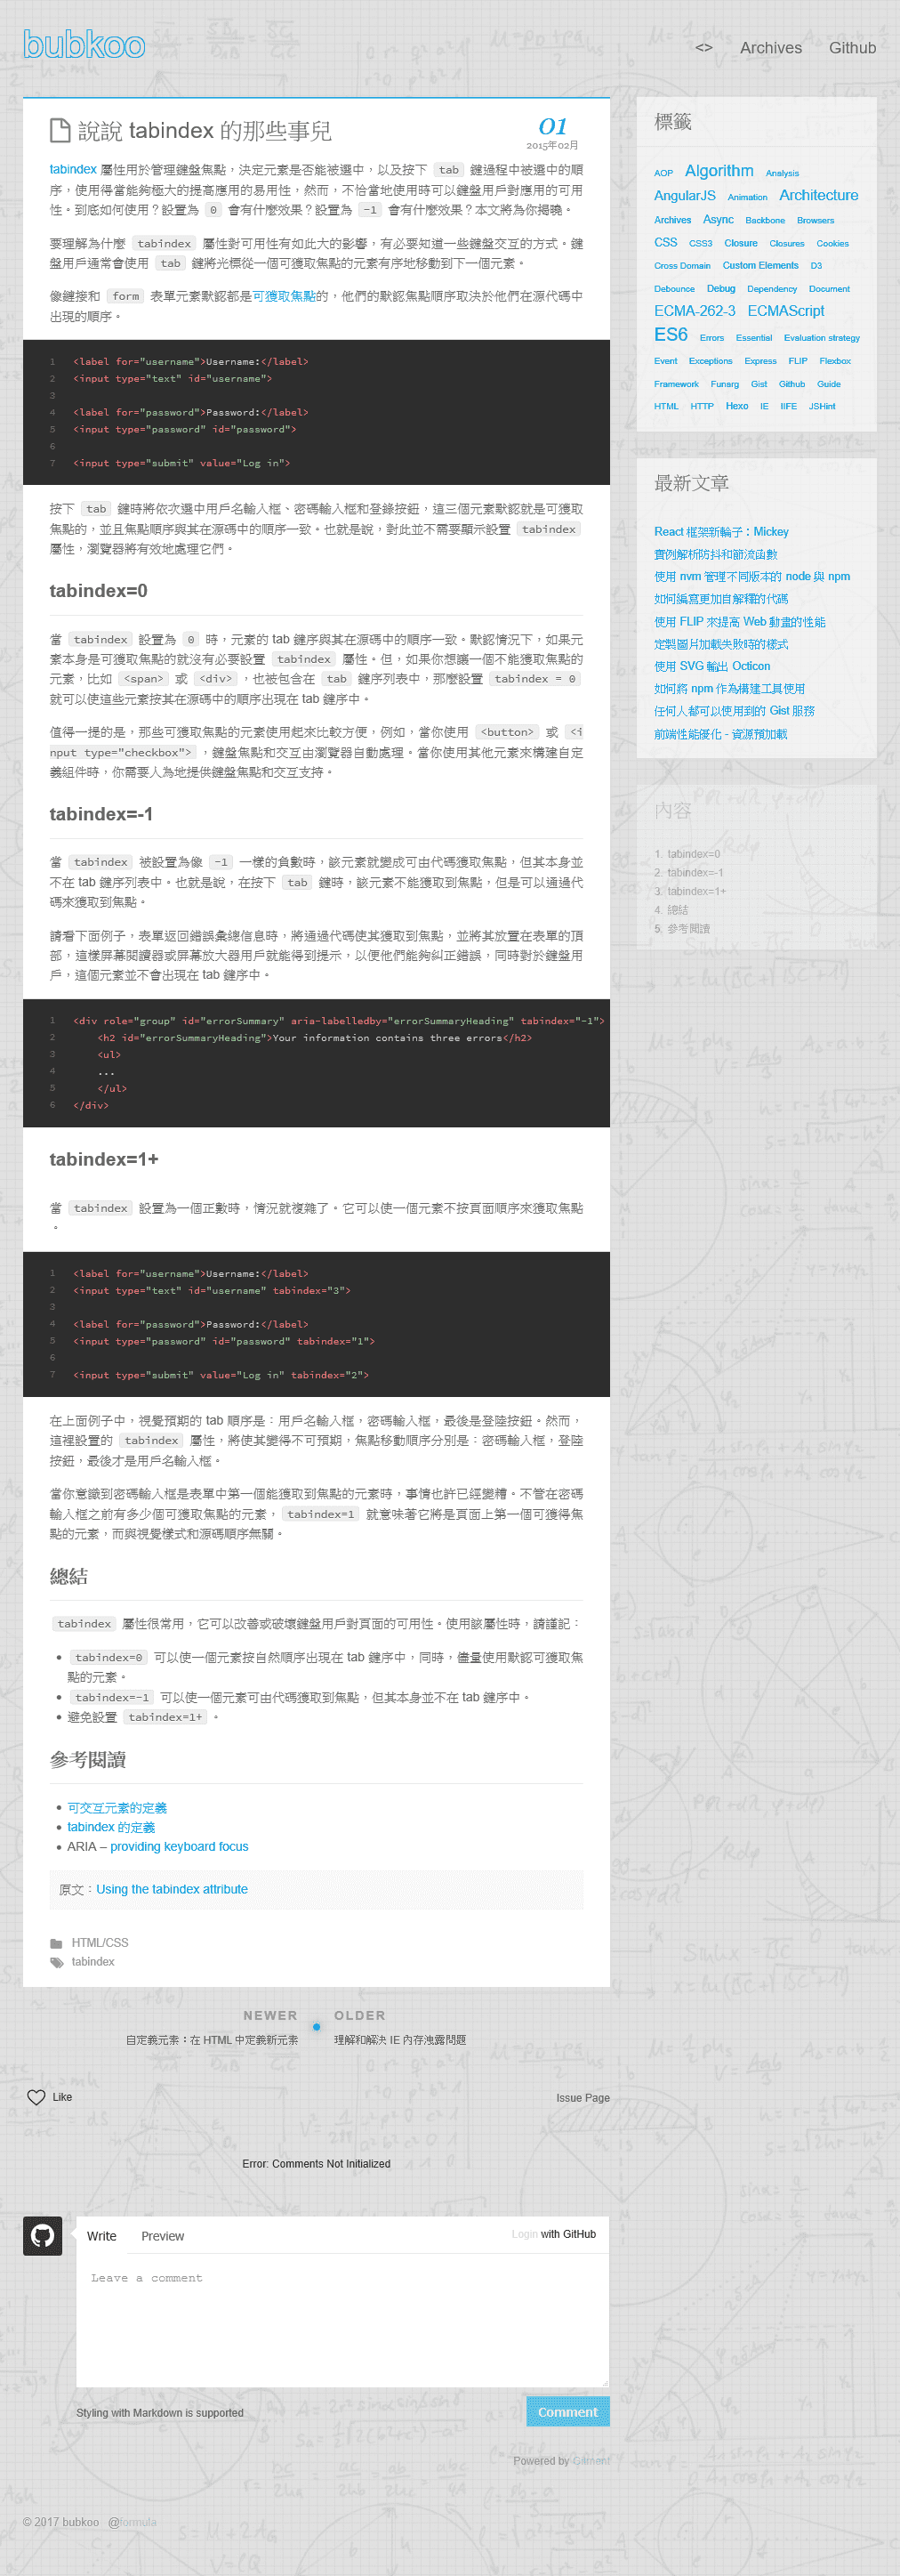 bubkoo
<> Archives Github
說說 tabindex 的那些事兒
01
2015年02月
tabindex 屬性用於管理鍵盤焦點，決定元素是否能被選中，以及按下 tab 鍵過程中被選中的順
序，使用得當能夠極大的提高應用的易用性，然而，不恰當地使用時可以鍵盤用戶對應用的可用
性。到底如何使用？設置為 0 會有什麼效果？設置為 -1 會有什麼效果？本文將為你揭曉。
要理解為什麼 tabindex 屬性對可用性有如此大的影響，有必要知道一些鍵盤交互的方式。鍵
盤用戶通常會使用 tab 鍵將光標從一個可獲取焦點的元素有序地移動到下一個元素。
像鏈接和 form 表單元素默認都是可獲取焦點的，他們的默認焦點順序取決於他們在源代碼中
出現的順序。
1 <label for="username">Username:</label>
2 <input type="text" id="username">
3
4 <label for="password">Password:</label>
5 <input type="password" id="password">
6
7 <input type="submit" value="Log in">
按下 tab 鍵時將依次選中用戶名輸入框、密碼輸入框和登錄按鈕，這三個元素默認就是可獲取
焦點的，並且焦點順序與其在源碼中的順序一致。也就是說，對此並不需要顯示設置 tabindex
屬性，瀏覽器將有效地處理它們。
tabindex=0
當 tabindex 設置為 0 時，元素的 tab 鍵序與其在源碼中的順序一致。默認情況下，如果元
素本身是可獲取焦點的就沒有必要設置 tabindex 屬性。但，如果你想讓一個不能獲取焦點的
元素，比如 <span> 或 <div> ，也被包含在 tab 鍵序列表中，那麼設置 tabindex = 0
就可以使這些元素按其在源碼中的順序出現在 tab 鍵序中。
值得一提的是，那些可獲取焦點的元素使用起來比較方便，例如，當你使用 <button> 或 <i
nput type="checkbox"> ，鍵盤焦點和交互由瀏覽器自動處理。當你使用其他元素來構建自定
義組件時，你需要人為地提供鍵盤焦點和交互支持。
tabindex=-1
當 tabindex 被設置為像 -1 一樣的負數時，該元素就變成可由代碼獲取焦點，但其本身並
不在 tab 鍵序列表中。也就是說，在按下 tab 鍵時，該元素不能獲取到焦點，但是可以通過代
碼來獲取到焦點。
請看下面例子，表單返回錯誤彙總信息時，將通過代碼使其獲取到焦點，並將其放置在表單的頂
部，這樣屏幕閱讀器或屏幕放大器用戶就能得到提示，以便他們能夠糾正錯誤，同時對於鍵盤用
戶，這個元素並不會出現在 tab 鍵序中。
1 <div role="group" id="errorSummary" aria-labelledby="errorSummaryHeading" tabindex="-1">
2 <h2 id="errorSummaryHeading">Your information contains three errors</h2>
3 <ul>
4 ...
5 </ul>
6 </div>
tabindex=1+
當 tabindex 設置為一個正數時，情況就複雜了。它可以使一個元素不按頁面順序來獲取焦點
。
1 <label for="username">Username:</label>
2 <input type="text" id="username" tabindex="3">
3
4 <label for="password">Password:</label>
5 <input type="password" id="password" tabindex="1">
6
7 <input type="submit" value="Log in" tabindex="2">
在上面例子中，視覺預期的 tab 順序是：用戶名輸入框，密碼輸入框，最後是登陸按鈕。然而，
這裡設置的 tabindex 屬性，將使其變得不可預期，焦點移動順序分別是：密碼輸入框，登陸
按鈕，最後才是用戶名輸入框。
當你意識到密碼輸入框是表單中第一個能獲取到焦點的元素時，事情也許已經變糟。不管在密碼
輸入框之前有多少個可獲取焦點的元素， tabindex=1 就意味著它將是頁面上第一個可獲得焦
點的元素，而與視覺樣式和源碼順序無關。
總結
tabindex 屬性很常用，它可以改善或破壞鍵盤用戶對頁面的可用性。使用該屬性時，請謹記：
• tabindex=0 可以使一個元素按自然順序出現在 tab 鍵序中，同時，儘量使用默認可獲取焦
點的元素。
• tabindex=-1 可以使一個元素可由代碼獲取到焦點，但其本身並不在 tab 鍵序中。
• 避免設置 tabindex=1+ 。
參考閱讀
• 可交互元素的定義
• tabindex 的定義
• ARIA – providing keyboard focus
原文：Using the tabindex attribute
HTML/CSS
tabindex
NEWER OLDER
自定義元素：在 HTML 中定義新元素 理解和解決 IE 內存洩露問題
Like Issue Page
Error: Comments Not Initialized
Write Preview Login with GitHub
Leave a comment
Styling with Markdown is supported Comment
Powered by Gitment
© 2017 bubkoo @formula
標籤
AOP Algorithm Analysis
AngularJS Animation Architecture
Archives Async Backbone Browsers
CSS CSS3 Closure Closures Cookies
Cross Domain Custom Elements D3
Debounce Debug Dependency Document
ECMA-262-3 ECMAScript
ES6 Errors Essential Evaluation strategy
Event Exceptions Express FLIP Flexbox
Framework Funarg Gist Github Guide
HTML HTTP Hexo IE IIFE JSHint
最新文章
React 框架新輪子：Mickey
實例解析防抖和節流函數
使用 nvm 管理不同版本的 node 與 npm
如何編寫更加自解釋的代碼
使用 FLIP 來提高 Web 動畫的性能
定製圖片加載失敗時的樣式
使用 SVG 輸出 Octicon
如何將 npm 作為構建工具使用
任何人都可以使用到的 Gist 服務
前端性能優化 - 資源預加載
內容
1. tabindex=0
2. tabindex=-1
3. tabindex=1+
4. 總結
5. 參考閱讀